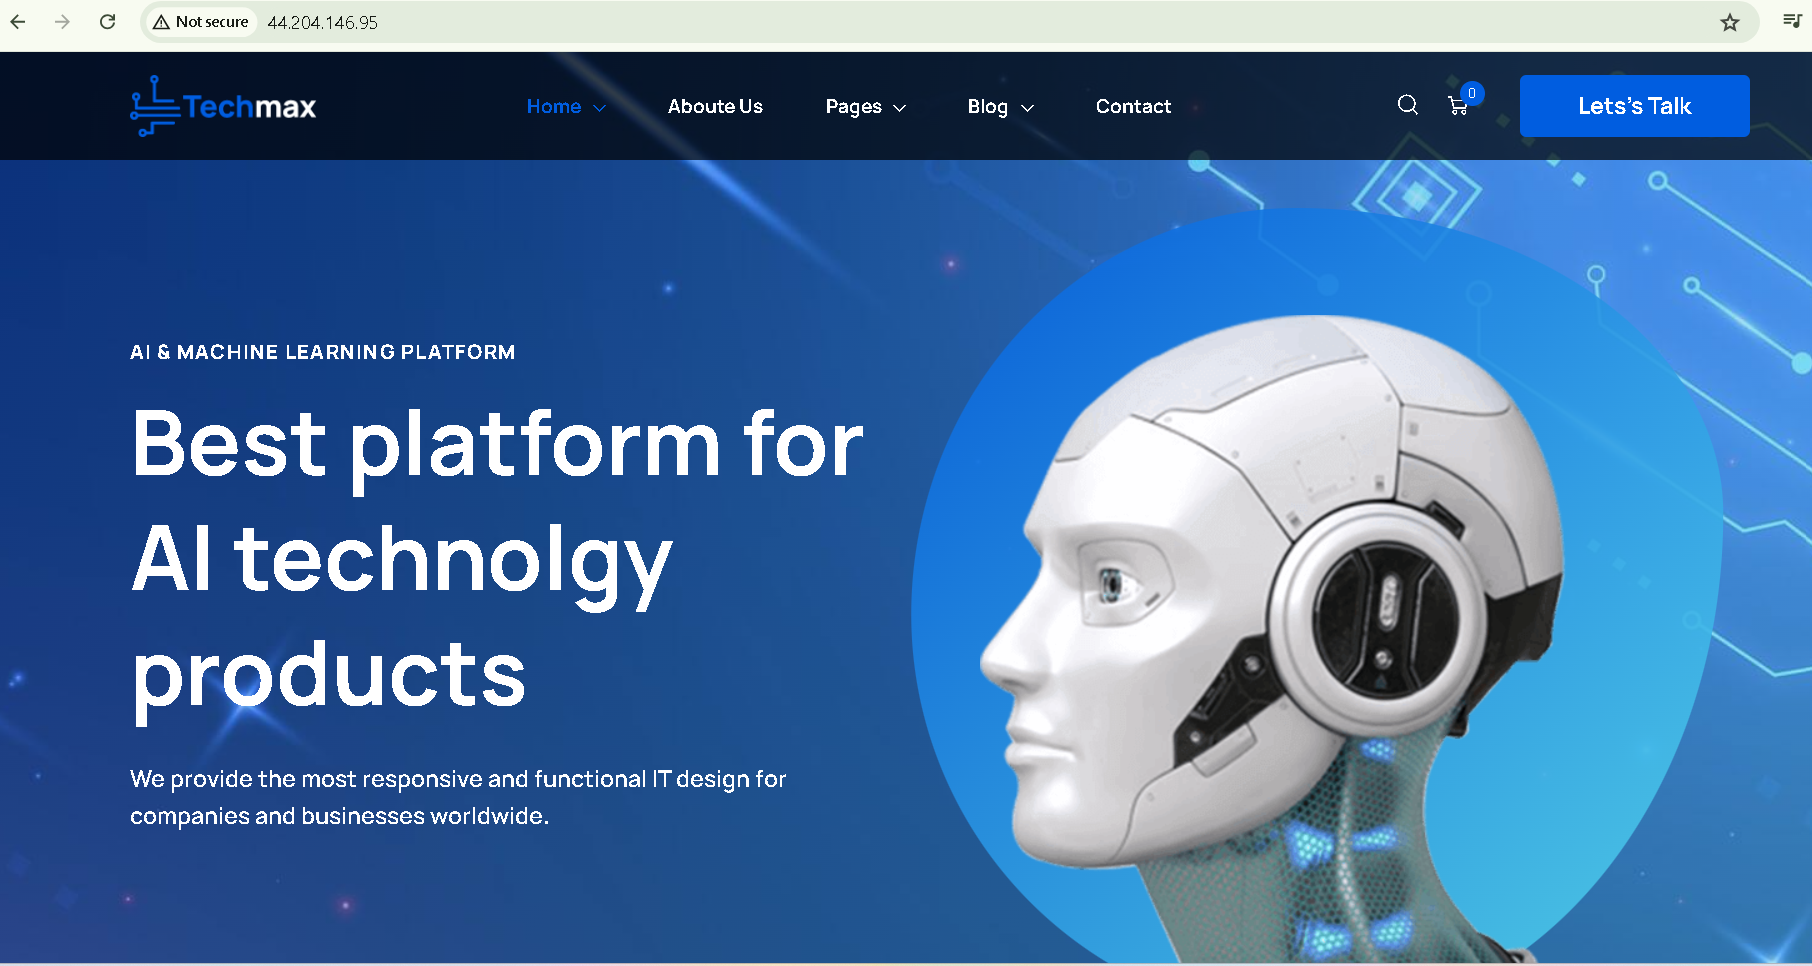 Not secure 44.204.146.95
Techmax Home Aboute Us Pages Blog Contact 0 Lets's Talk
AI & MACHINE LEARNING PLATFORM
Best platform for
AI technolgy
products
We provide the most responsive and functional IT design for
companies and businesses worldwide.